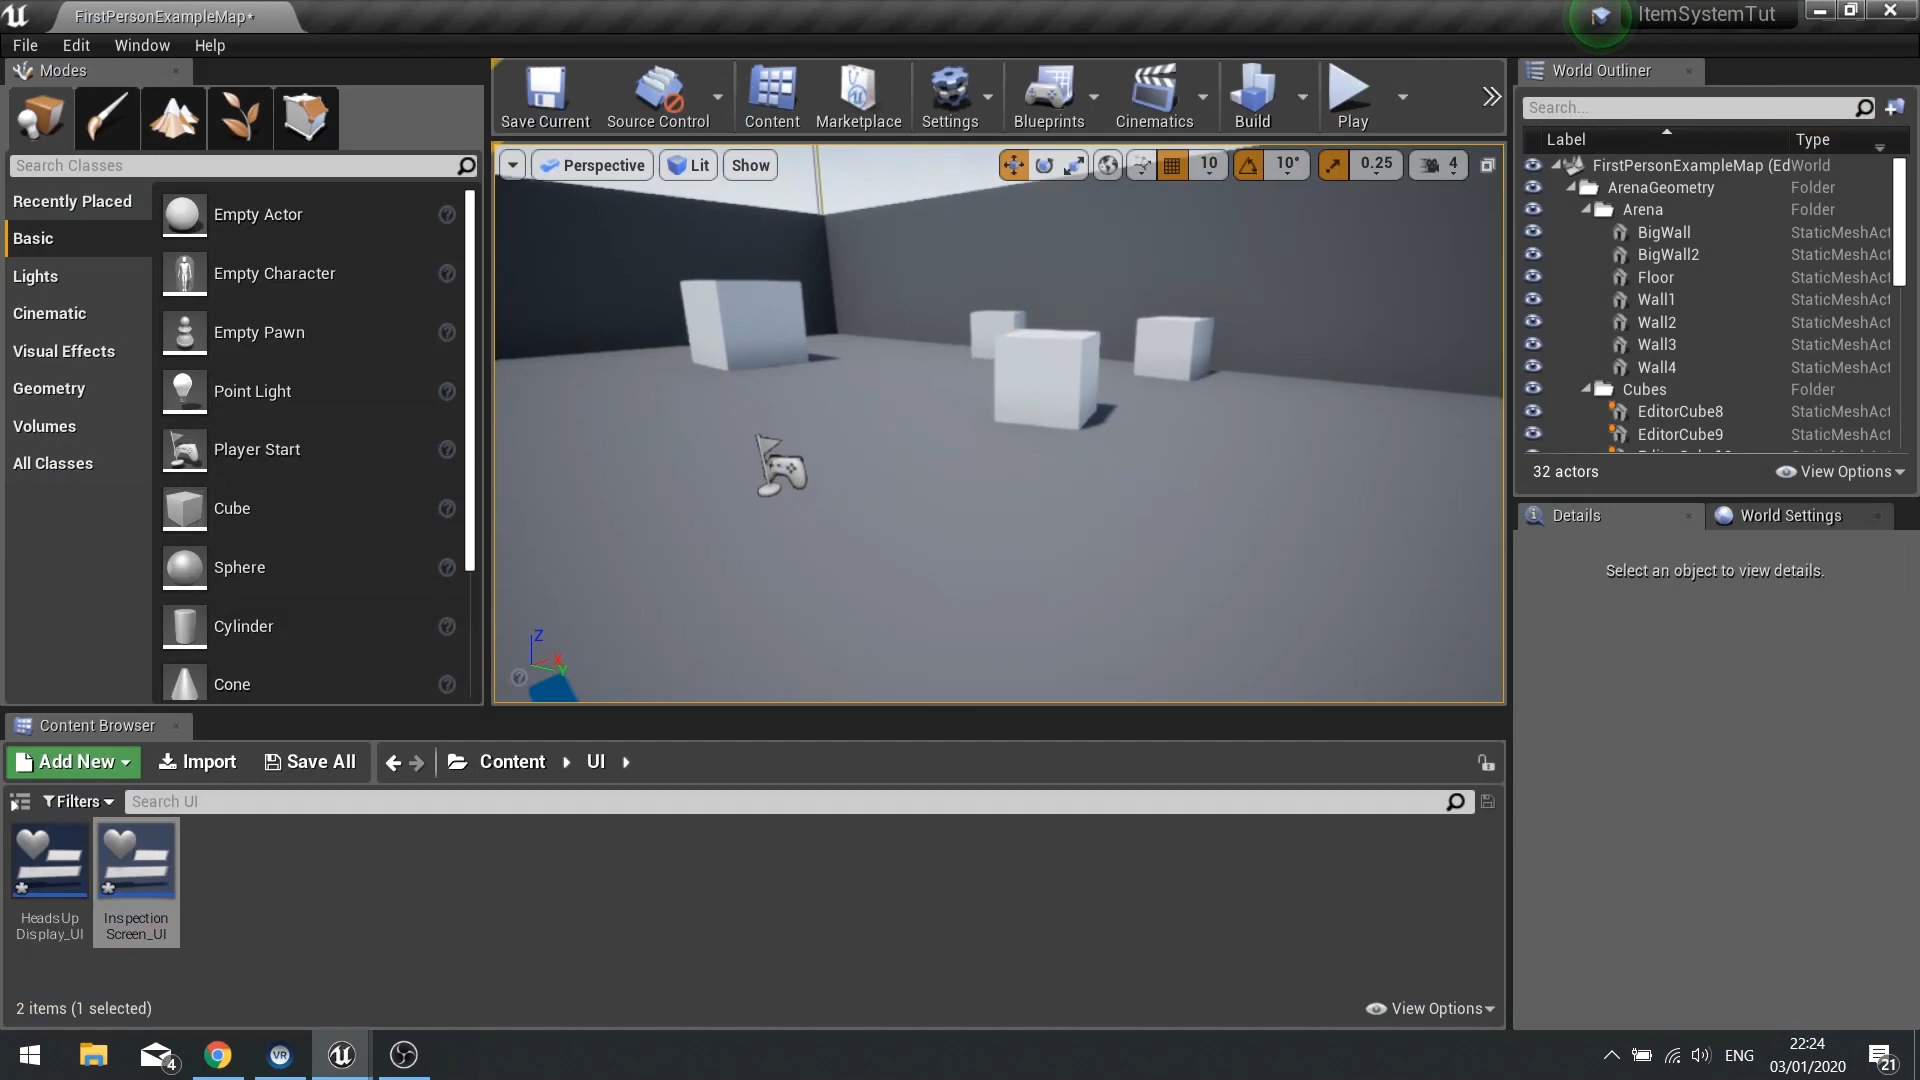 FirstPersonExampleMap*
ItemSystemTut
File Edit Window Help
Modes
Search Classes
Recently Placed
Basic
Lights
Cinematic
Visual Effects
Geometry
Volumes
All Classes
Empty Actor
Empty Character
Empty Pawn
Point Light
Player Start
Cube
Sphere
Cylinder
Cone
Save Current
Source Control
Content
Marketplace
Settings
Blueprints
Cinematics
Build
Play
Perspective
Lit
Show
10
10°
0.25
4
Z
X
Y
World Outliner
Search...
Label Type
FirstPersonExampleMap (Ed World
ArenaGeometry Folder
Arena Folder
BigWall StaticMeshAct
BigWall2 StaticMeshAct
Floor StaticMeshAct
Wall1 StaticMeshAct
Wall2 StaticMeshAct
Wall3 StaticMeshAct
Wall4 StaticMeshAct
Cubes Folder
EditorCube8 StaticMeshAct
EditorCube9 StaticMeshAct
32 actors
View Options
Details
World Settings
Select an object to view details.
Content Browser
Add New
Import
Save All
Content
UI
Filters
Search UI
HeadsUp
Display_UI
Inspection
Screen_UI
2 items (1 selected)
View Options
4
VR
ENG
22:24
03/01/2020
21